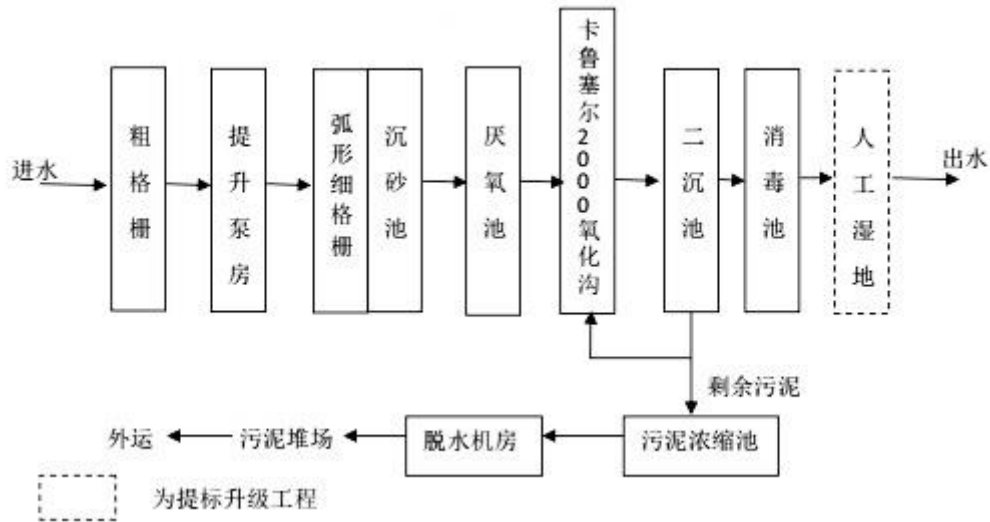 进水
粗格栅
提升泵房
弧形细格栅
沉砂池
厌氧池
卡鲁塞尔2000氧化沟
二沉池
消毒池
人工湿地
出水
剩余污泥
外运
污泥堆场
脱水机房
污泥浓缩池
为提标升级工程